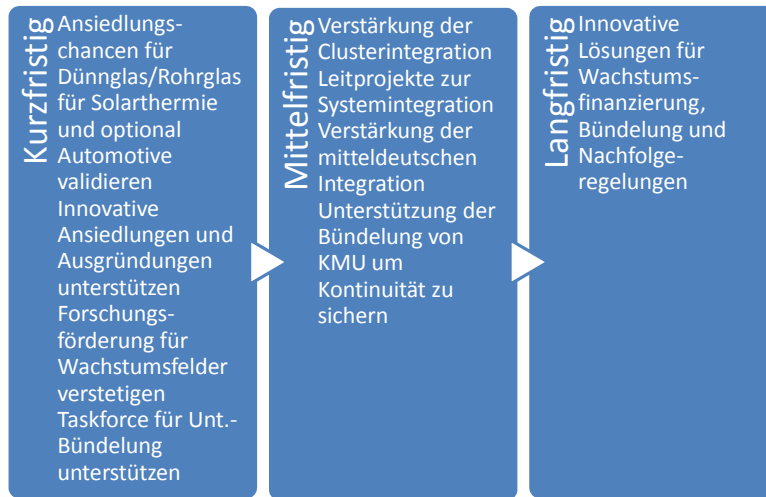 Kurzfristig
Ansiedlungs-
chancen für
Dünnglas/Rohrglas
für Solarthermie
und optional
Automotive
validieren
Innovative
Ansiedlungen und
Ausgründungen
unterstützen
Forschungs-
förderung für
Wachstumsfelder
verstetigen
Taskforce für Unt.-
Bündelung
unterstützen
Mittelfristig
Verstärkung der
Clusterintegration
Leitprojekte zur
Systemintegration
Verstärkung der
mitteldeutschen
Integration
Unterstützung der
Bündelung von
KMU um
Kontinuität zu
sichern
Langfristig
Innovative
Lösungen für
Wachstums-
finanzierung,
Bündelung und
Nachfolge-
regelungen